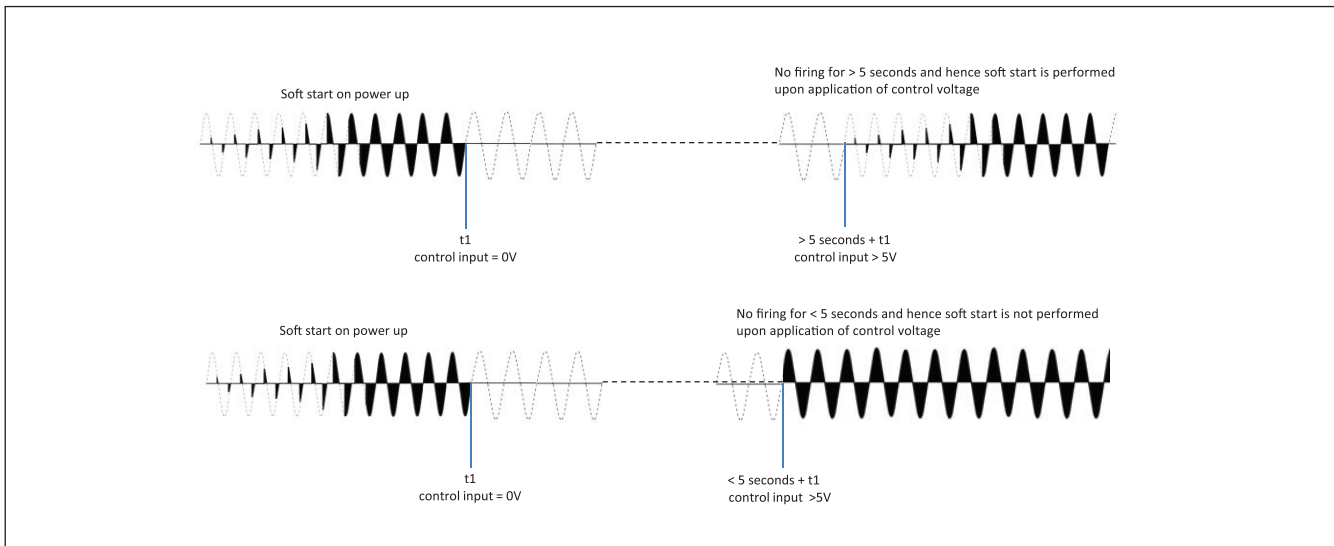 No firing for > 5 seconds and hence soft start is performed
upon application of control voltage
Soft start on power up
t1
control input = 0V
> 5 seconds + t1
control input > 5V
No firing for < 5 seconds and hence soft start is not performed
upon application of control voltage
Soft start on power up
t1
control input = 0V
< 5 seconds + t1
control input >5V